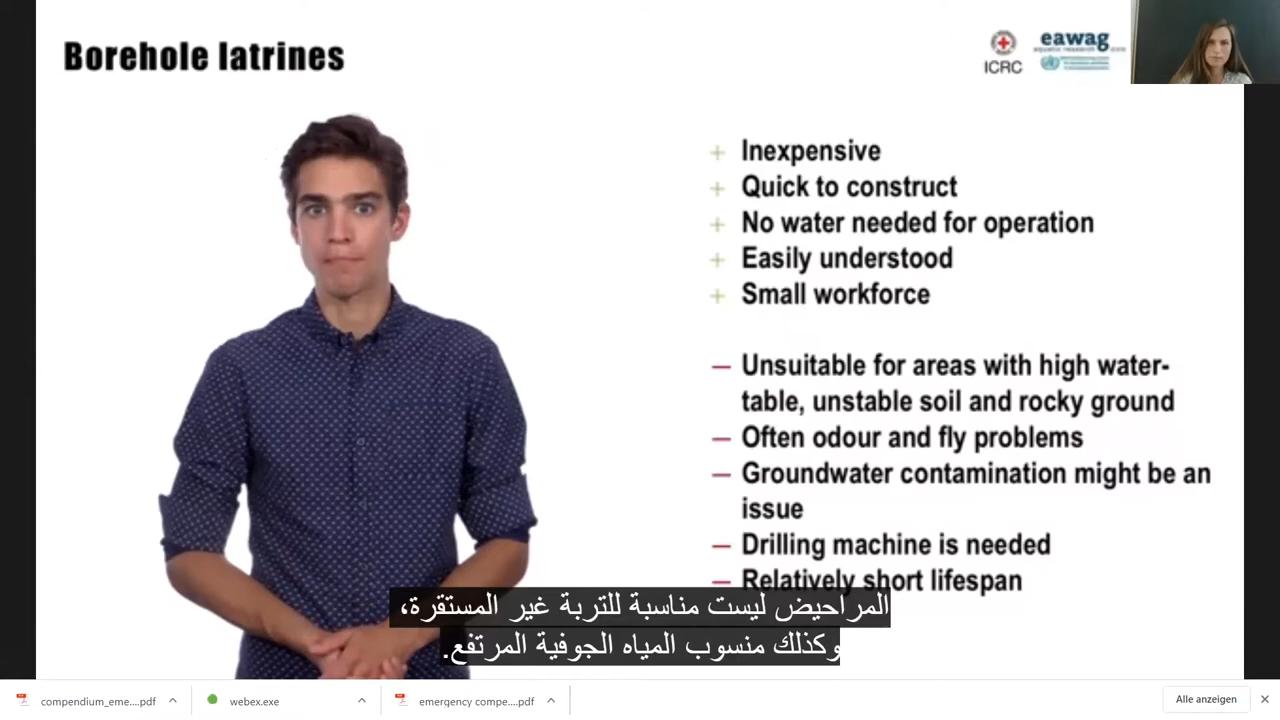 Borehole latrines
ICRC
eawag
+ Inexpensive
+ Quick to construct
+ No water needed for operation
+ Easily understood
+ Small workforce
— Unsuitable for areas with high water-
table, unstable soil and rocky ground
— Often odour and fly problems
— Groundwater contamination might be an
issue
— Drilling machine is needed
— Relatively short lifespan
المراحيض ليست مناسبة للتربة غير المستقرة،
وكذلك منسوب المياه الجوفية المرتفع.
compendium_eme....pdf
webex.exe
emergency compe....pdf
Alle anzeigen